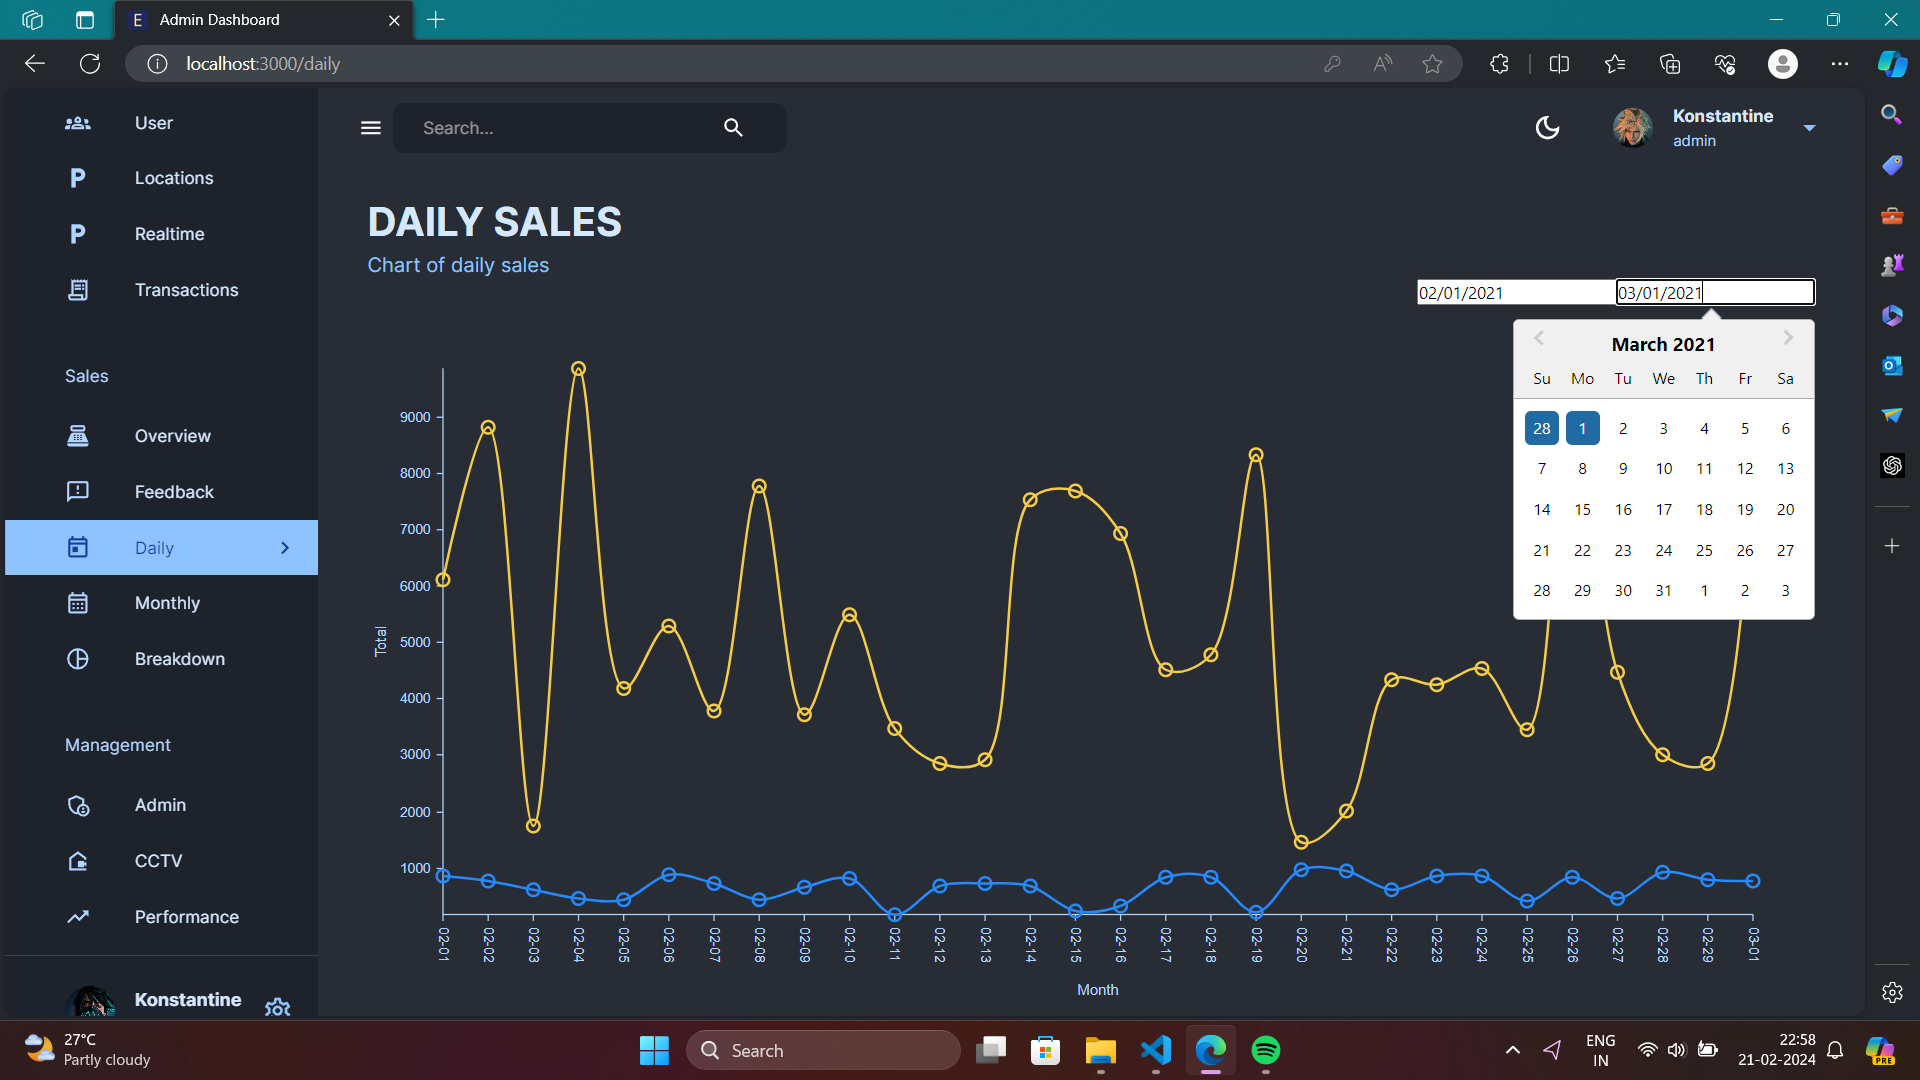 Admin Dashboard
localhost:3000/daily
User
Locations
Realtime
Transactions
Sales
Overview
Feedback
Daily
Monthly
Breakdown
Management
Admin
CCTV
Performance
Konstantine
Search...
Konstantine
admin
DAILY SALES
Chart of daily sales
02/01/2021
03/01/2021
March 2021
Su Mo Tu We Th Fr Sa
28 1 2 3 4 5 6
7 8 9 10 11 12 13
14 15 16 17 18 19 20
21 22 23 24 25 26 27
28 29 30 31 1 2 3
Total
9000
8000
7000
6000
5000
4000
3000
2000
1000
02-01
02-02
02-03
02-04
02-05
02-06
02-07
02-08
02-09
02-10
02-11
02-12
02-13
02-14
02-15
02-16
02-17
02-18
02-19
02-20
02-21
02-22
02-23
02-24
02-25
02-26
02-27
02-28
02-29
03-01
Month
27°C
Partly cloudy
Search
ENG
IN
22:58
21-02-2024
PRE